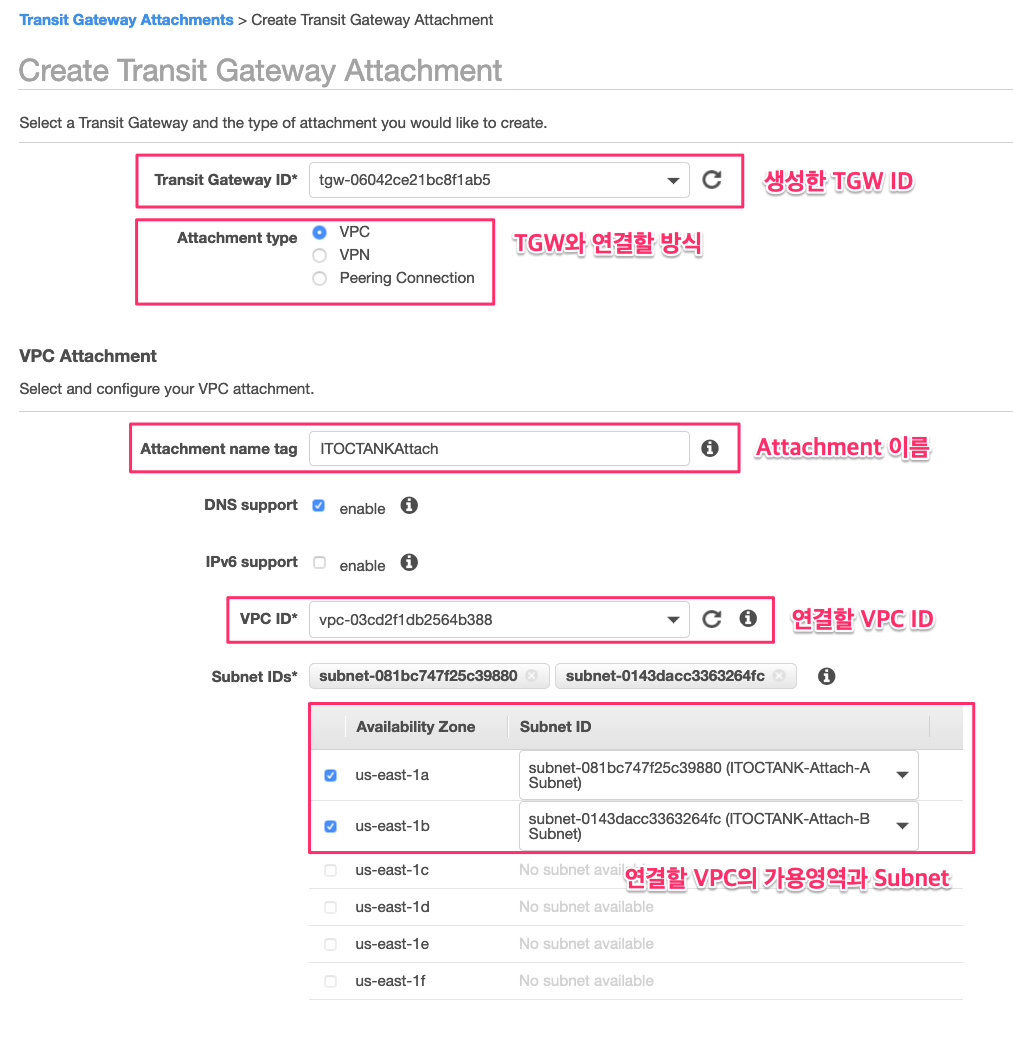 Transit Gateway Attachments > Create Transit Gateway Attachment
Create Transit Gateway Attachment
Select a Transit Gateway and the type of attachment you would like to create.
Transit Gateway ID* tgw-06042ce21bc8f1ab5 생성한 TGW ID
Attachment type VPC TGW와 연결할 방식
VPN
Peering Connection
VPC Attachment
Select and configure your VPC attachment.
Attachment name tag ITOCTANKAttach Attachment 이름
DNS support enable
IPv6 support enable
VPC ID* vpc-03cd2f1db2564b388 연결할 VPC ID
Subnet IDs* subnet-081bc747f25c39880 subnet-0143dacc3363264fc
Availability Zone Subnet ID
us-east-1a subnet-081bc747f25c39880 (ITOCTANK-Attach-A
Subnet)
us-east-1b subnet-0143dacc3363264fc (ITOCTANK-Attach-B
Subnet)
us-east-1c No subnet available
연결할 VPC의 가용영역과 Subnet
us-east-1d No subnet available
us-east-1e No subnet available
us-east-1f No subnet available